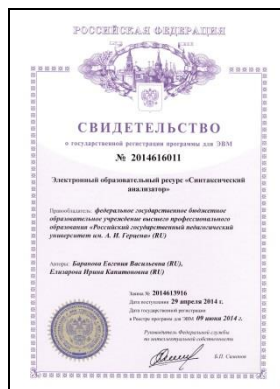 РОССИЙСКАЯ ФЕДЕРАЦИЯ
СВИДЕТЕЛЬСТВО
о государственной регистрации программы для ЭВМ
№ 2014616011
Электронный образовательный ресурс «Синтаксический
анализатор»
Правообладатель: федеральное государственное бюджетное
образовательное учреждение высшего профессионального
образования «Российский государственный педагогический
университет им. А. И. Герцена» (RU)
Авторы: Баранова Евгения Васильевна (RU),
Елизарова Ирина Капитоновна (RU)
Заявка № 2014613916
Дата поступления 29 апреля 2014 г.
Дата государственной регистрации
в Реестре программ для ЭВМ 09 июня 2014 г.
Руководитель Федеральной службы
по интеллектуальной собственности
Б.П. Симонов